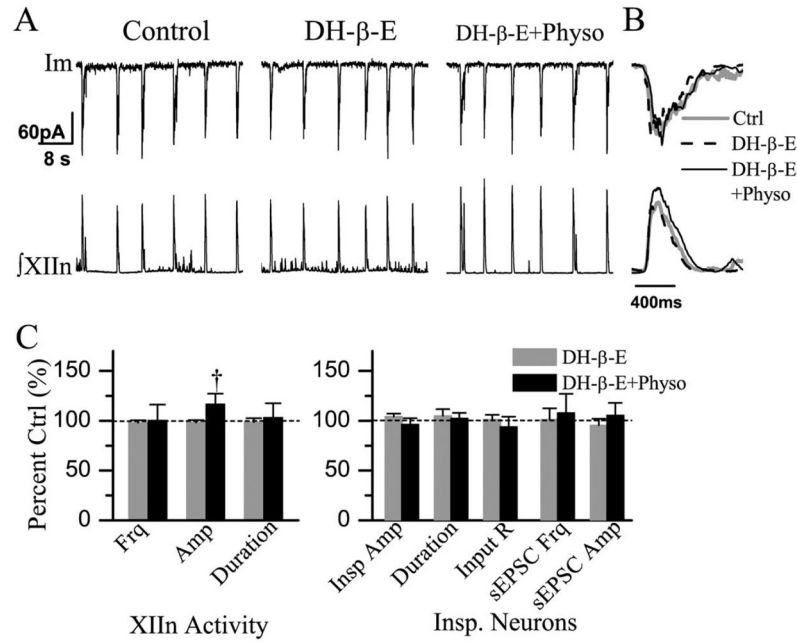 A
Control
DH-β-E
DH-β-E+Physo
B
Im
60pA
8 s
∫XIIn
Ctrl
DH-β-E
DH-β-E
+Physo
400ms
C
Percent Ctrl (%)
150
100
50
0
†
Frq
Amp
Duration
XIIn Activity
150
100
50
0
DH-β-E
DH-β-E+Physo
Insp Amp
Duration
Input R
sEPSC Frq
sEPSC Amp
Insp. Neurons